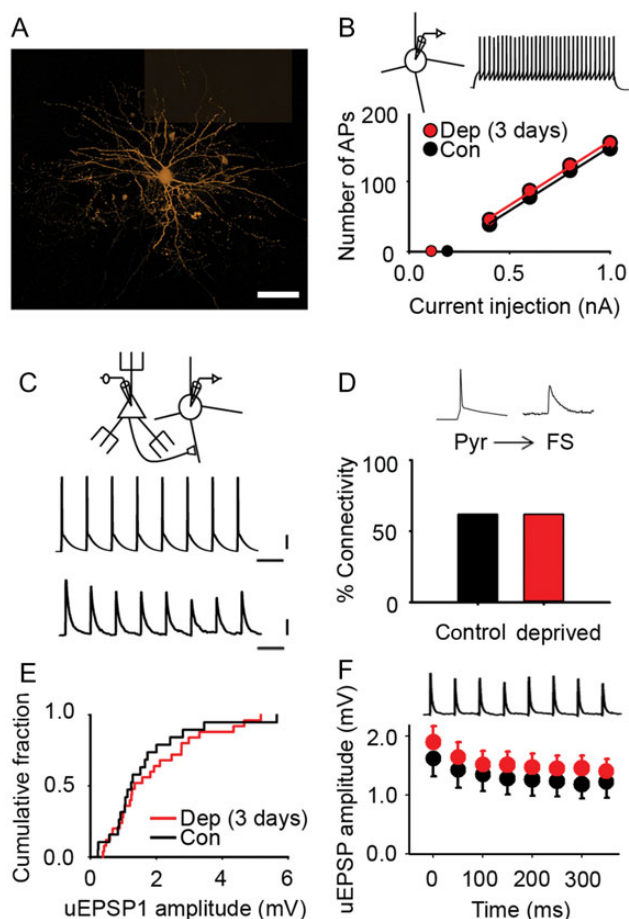 A
B
200
Dep (3 days)
Con
100
0
Number of APs
0.0
0.5
1.0
Current injection (nA)
C
D
Pyr → FS
100
50
0
% Connectivity
Control
deprived
E
1.0
0.5
0.0
Cumulative fraction
Dep (3 days)
Con
0
2
4
6
uEPSP1 amplitude (mV)
F
2.0
1.0
0
uEPSP amplitude (mV)
0
100
200
300
Time (ms)